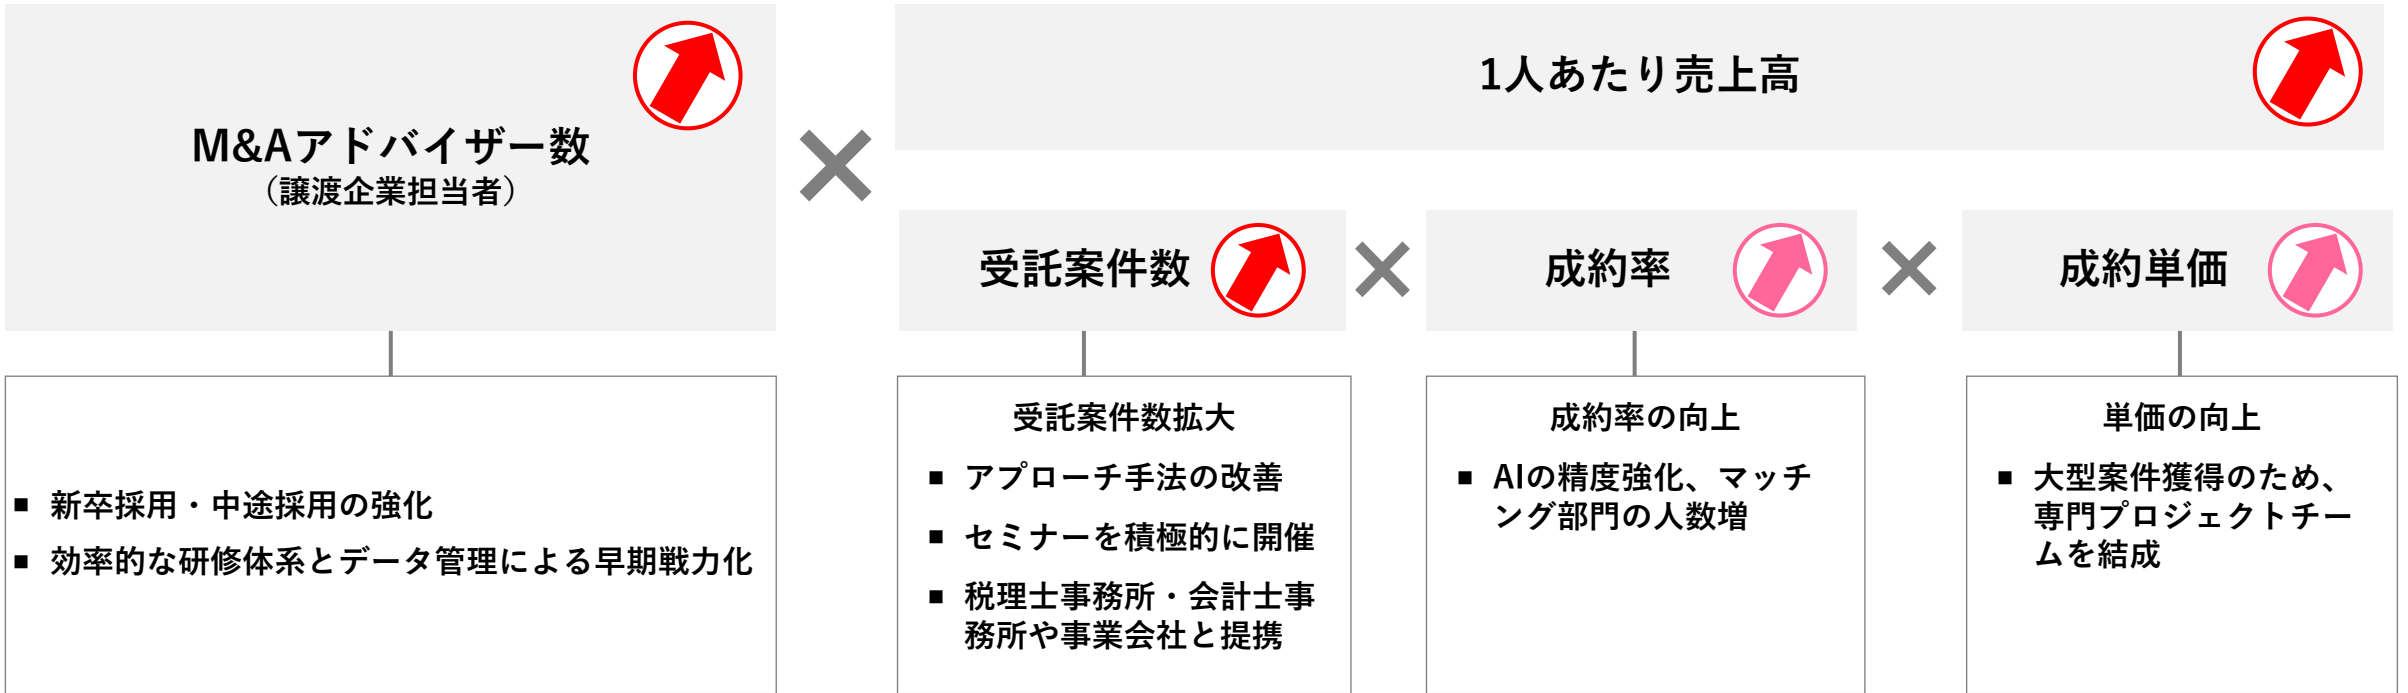 M&Aアドバイザー数
（譲渡企業担当者）
1人あたり売上高
受託案件数
成約率
成約単価
■ 新卒採用・中途採用の強化
■ 効率的な研修体系とデータ管理による早期戦力化
受託案件数拡大
■ アプローチ手法の改善
■ セミナーを積極的に開催
■ 税理士事務所・会計士事
務所や事業会社と提携
成約率の向上
■ AIの精度強化、マッチ
ング部門の人数増
単価の向上
■ 大型案件獲得のため、
専門プロジェクトチー
ムを結成